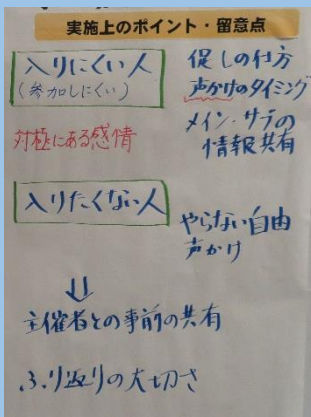 実施上のポイント・留意点
入りにくい人
(参加しにくい)
促しの仕方
声かけのタイミング
メイン・サブの
情報共有
対極にある感情
入りたくない人
やらない自由
声かけ
⇓
主催者との事前の共有
ふり返りの大切さ